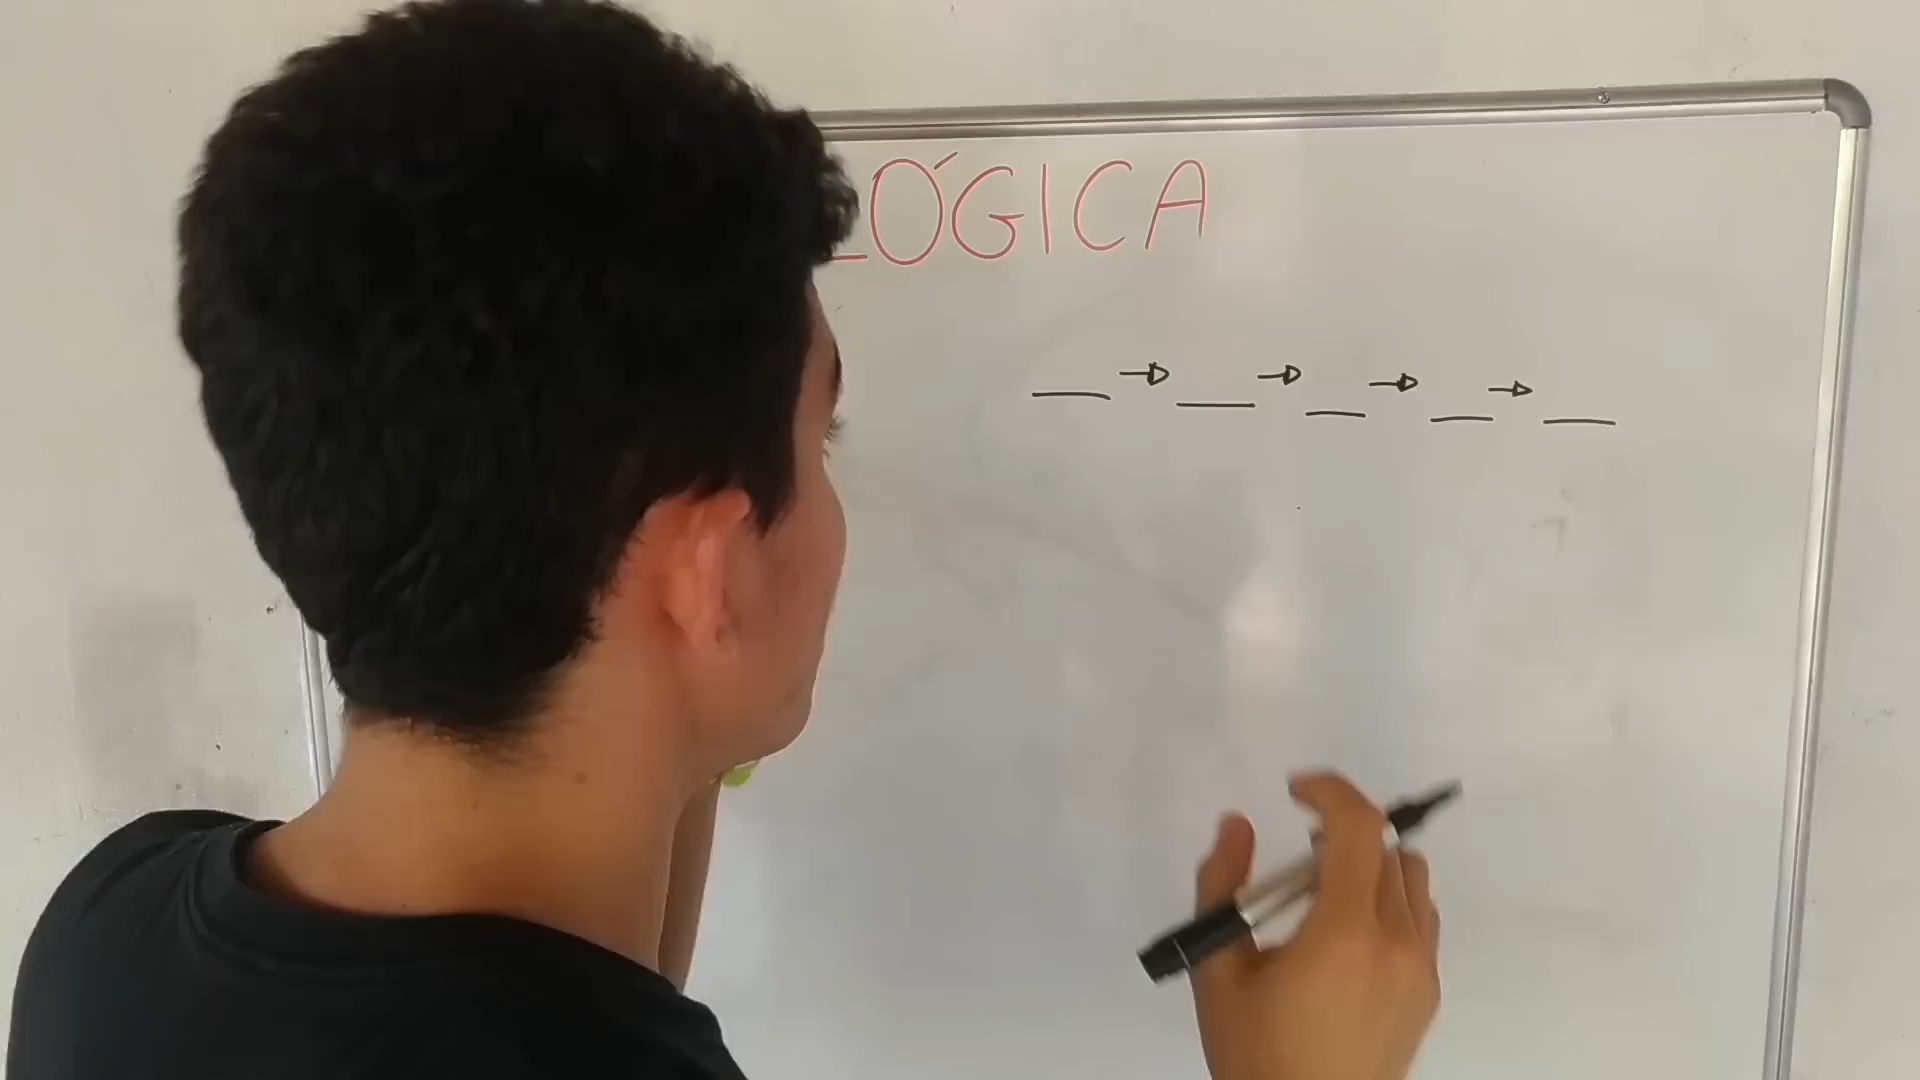 LÓGICA
__ → __ → __ → __ → __